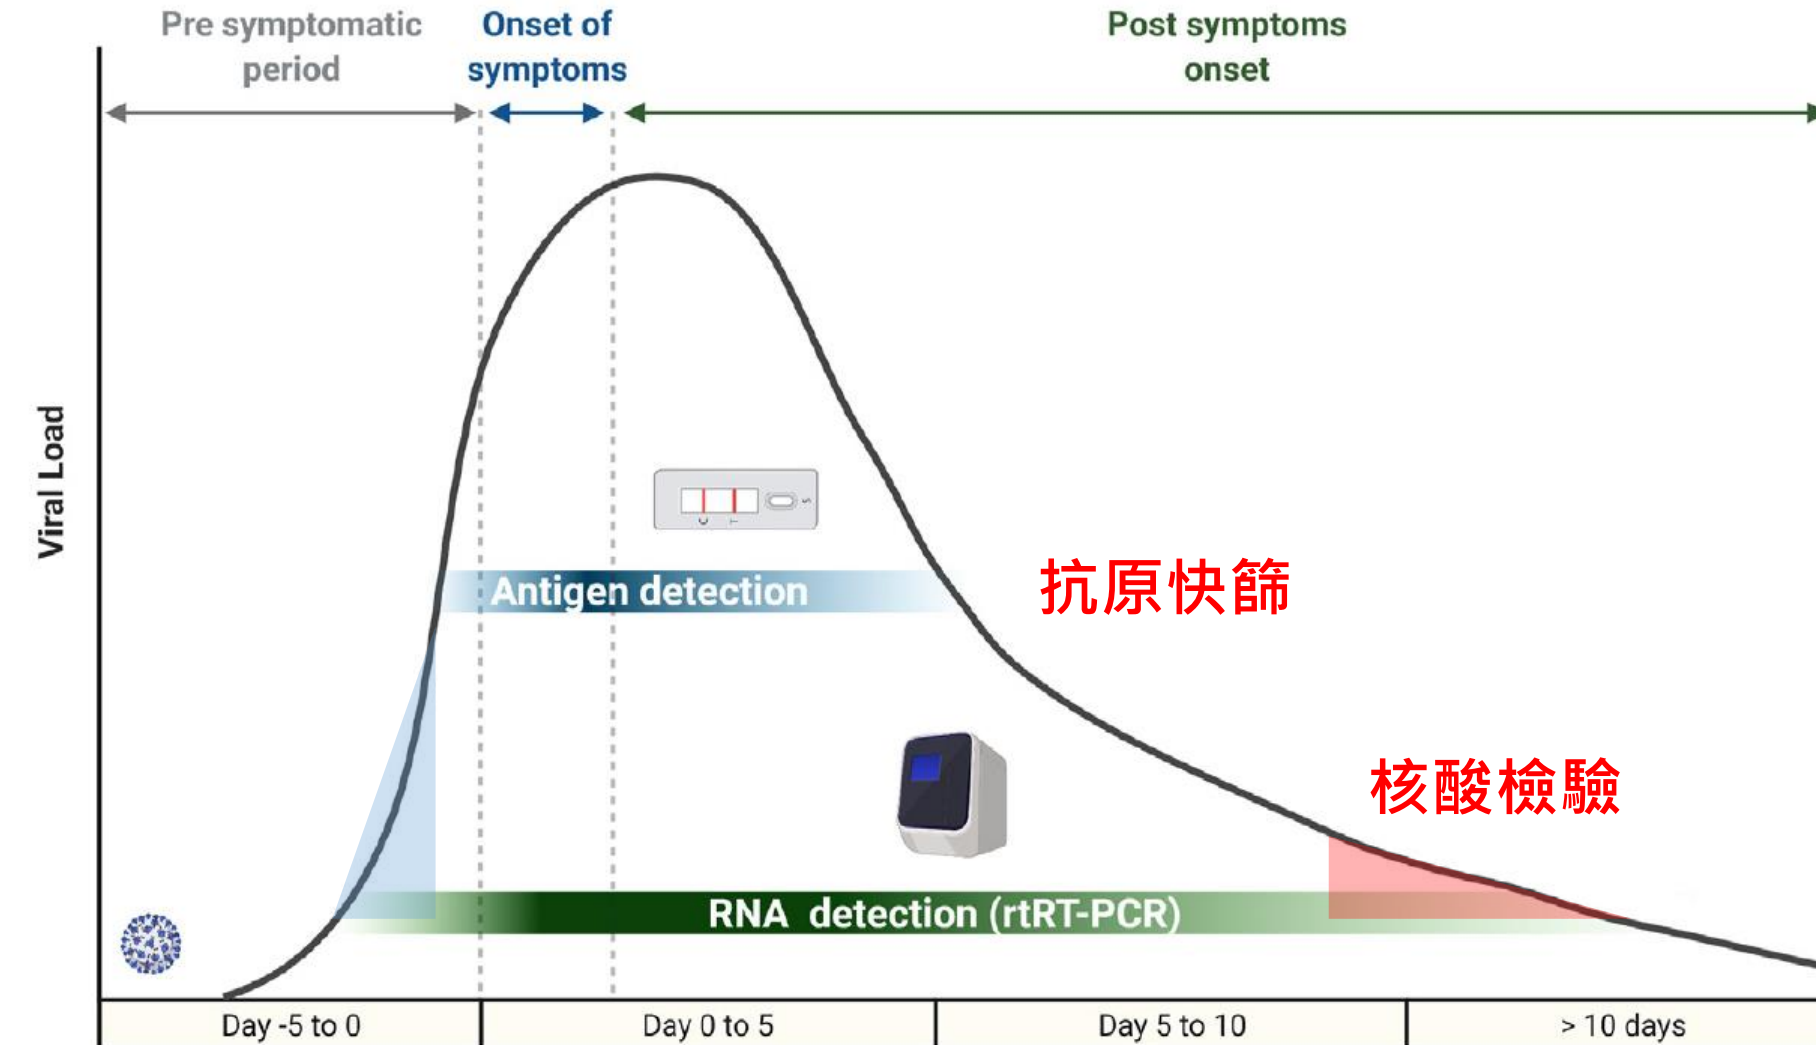 Pre symptomatic
period
Onset of
symptoms
Post symptoms
onset
Viral Load
C T S
Antigen detection
抗原快篩
核酸檢驗
RNA detection (rtRT-PCR)
Day -5 to 0
Day 0 to 5
Day 5 to 10
> 10 days